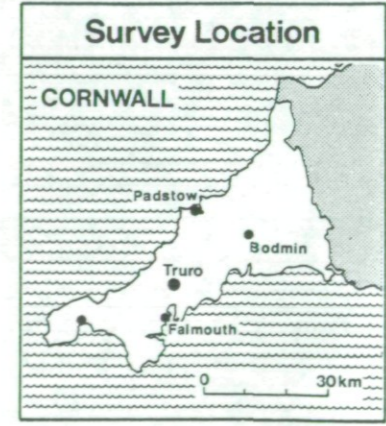 Survey Location
CORNWALL
Padstow
Bodmin
Truro
Falmouth
0 30km